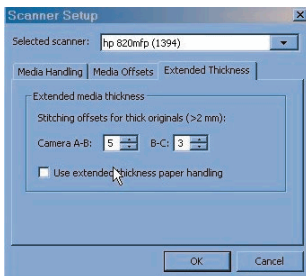 Scanner Setup
Selected scanner: hp 820mfp (1394)
Media Handling Media Offsets Extended Thickness
Extended media thickness
Stitching offsets for thick originals (>2 mm):
Camera A-B: 5 B-C: 3
Use extended thickness paper handling
OK Cancel